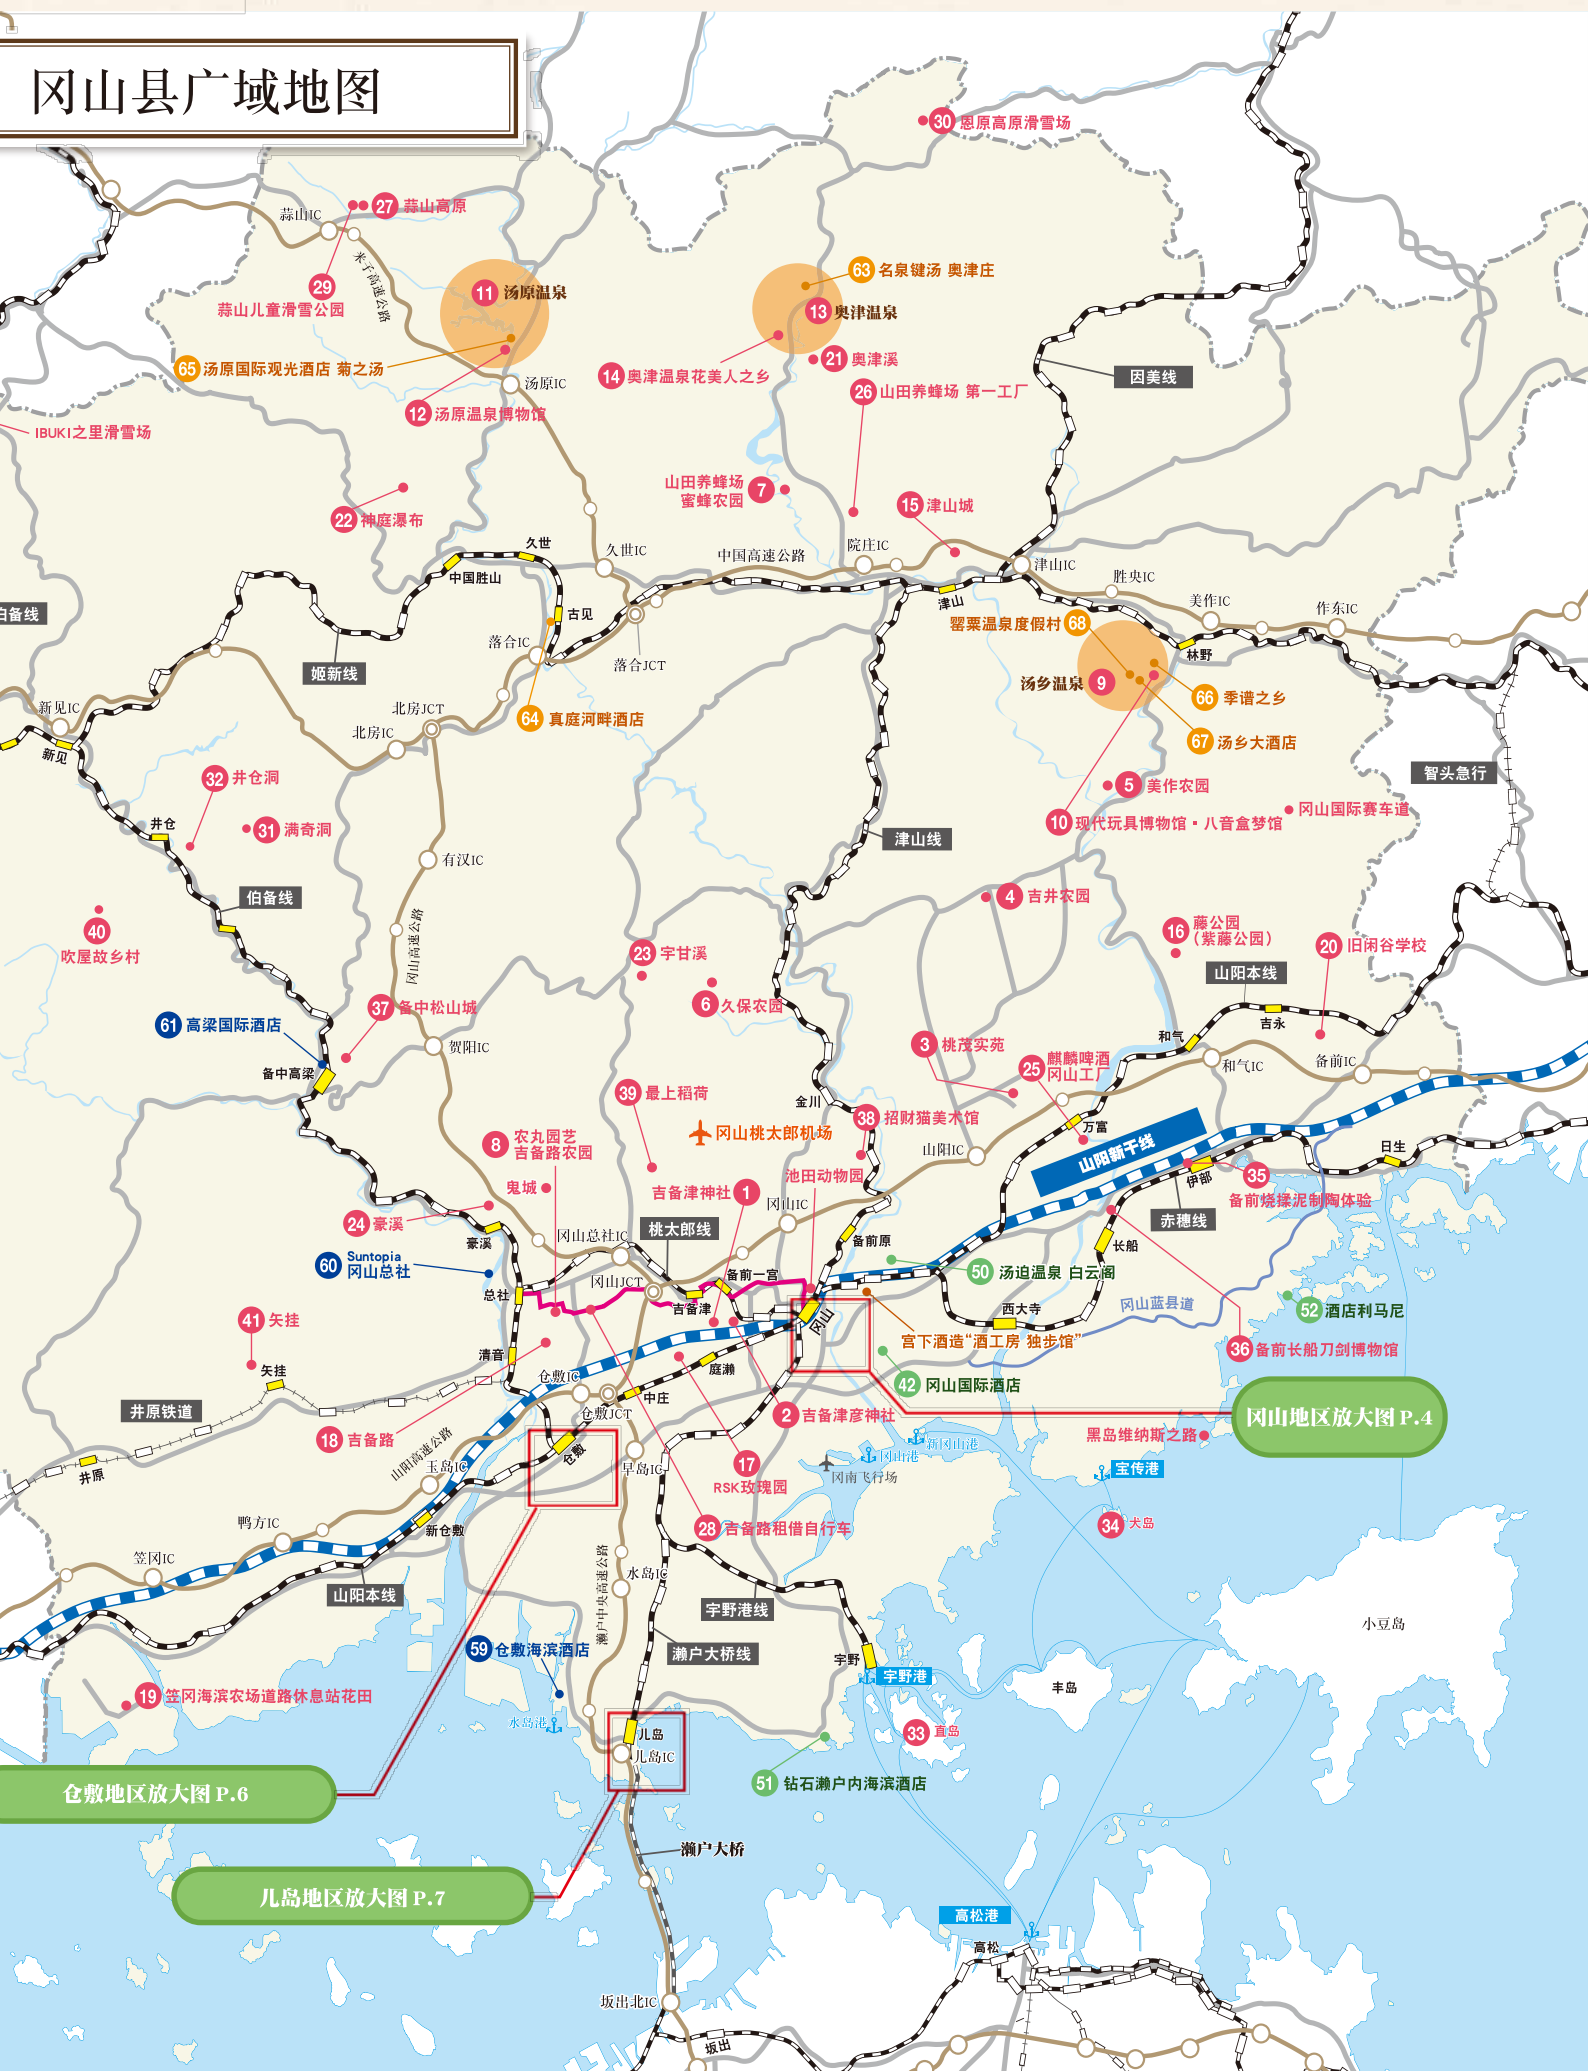 冈山县广域地图
30 恩原高原滑雪场
蒜山IC
27 蒜山高原
米子高速公路
29
蒜山儿童滑雪公园
11 汤原温泉
63 名泉键汤 奥津庄
13 奥津温泉
65 汤原国际观光酒店 菊之汤
14 奥津温泉花美人之乡
21 奥津溪
汤原IC
26 山田养蜂场 第一工厂
因美线
12 汤原温泉博物馆
IBUKI之里滑雪场
山田养蜂场
蜜蜂农园
7
22 神庭瀑布
15 津山城
久世
久世IC
中国高速公路
院庄IC
津山IC
中国胜山
胜央IC
津山
美作IC
作东IC
伯备线
古见
罂粟温泉度假村 68
落合IC
落合JCT
林野
姬新线
汤乡温泉 9
66 季谱之乡
新见IC
北房JCT
64 真庭河畔酒店
北房IC
67 汤乡大酒店
新见
智头急行
32 井仓洞
5 美作农园
冈山国际赛车道
井仓
31 满奇洞
10 现代玩具博物馆・八音盒梦馆
津山线
有汉IC
伯备线
4 吉井农园
40
吹屋故乡村
冈山高速公路
16 藤公园
（紫藤公园）
20 旧闲谷学校
23 宇甘溪
山阳本线
6 久保农园
37 备中松山城
61 高梁国际酒店
吉永
和气
贺阳IC
3 桃茂实苑
25 麒麟啤酒
冈山工厂
和气IC
备前IC
备中高梁
39 最上稻荷
金川
38 招财猫美术馆
冈山桃太郎机场
万富
8 农丸园艺
吉备路农园
山阳IC
山阳新干线
日生
池田动物园
鬼城
吉备津神社 1
伊部
35
备前烧揉泥制陶体验
24 豪溪
冈山IC
桃太郎线
赤穗线
豪溪
冈山总社IC
备前原
长船
60 Suntopia
冈山总社
冈山JCT
备前一宫
50 汤迫温泉 白云阁
总社
吉备津
冈山
西大寺
冈山蓝县道
52 酒店利马尼
41 矢挂
宫下酒造“酒工房 独步馆”
36 备前长船刀剑博物馆
清音
庭濑
矢挂
仓敷IC
中庄
42 冈山国际酒店
井原铁道
仓敷JCT
2 吉备津彦神社
冈山地区放大图 P.4
18 吉备路
山阳高速公路
黑岛维纳斯之路
仓敷
新冈山港
冈山港
玉岛IC
早岛IC
17
RSK玫瑰园
冈南飞行场
宝传港
井原
鸭方IC
新仓敷
28 吉备路租借自行车
34 犬岛
笠冈IC
水岛IC
濑户中央高速公路
山阳本线
宇野港线
小豆岛
59 仓敷海滨酒店
濑户大桥线
宇野
宇野港
丰岛
19 笠冈海滨农场道路休息站花田
水岛港
儿岛
33 直岛
儿岛IC
51 钻石濑户内海滨酒店
仓敷地区放大图 P.6
濑户大桥
儿岛地区放大图 P.7
高松港
高松
坂出北IC
坂出